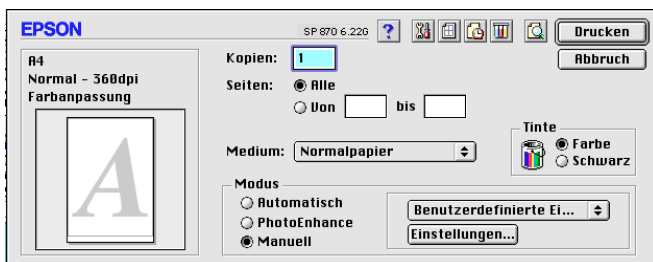 EPSON
SP 870 6.22G
?
Drucken
A4
Normal - 360dpi
Farbanpassung
A
Kopien: 1
Abbruch
Seiten: Alle
Von bis
Medium: Normalpapier
Tinte
Farbe
Schwarz
Modus
Automatisch
PhotoEnhance
Manuell
Benutzerdefinierte Ei...
Einstellungen...